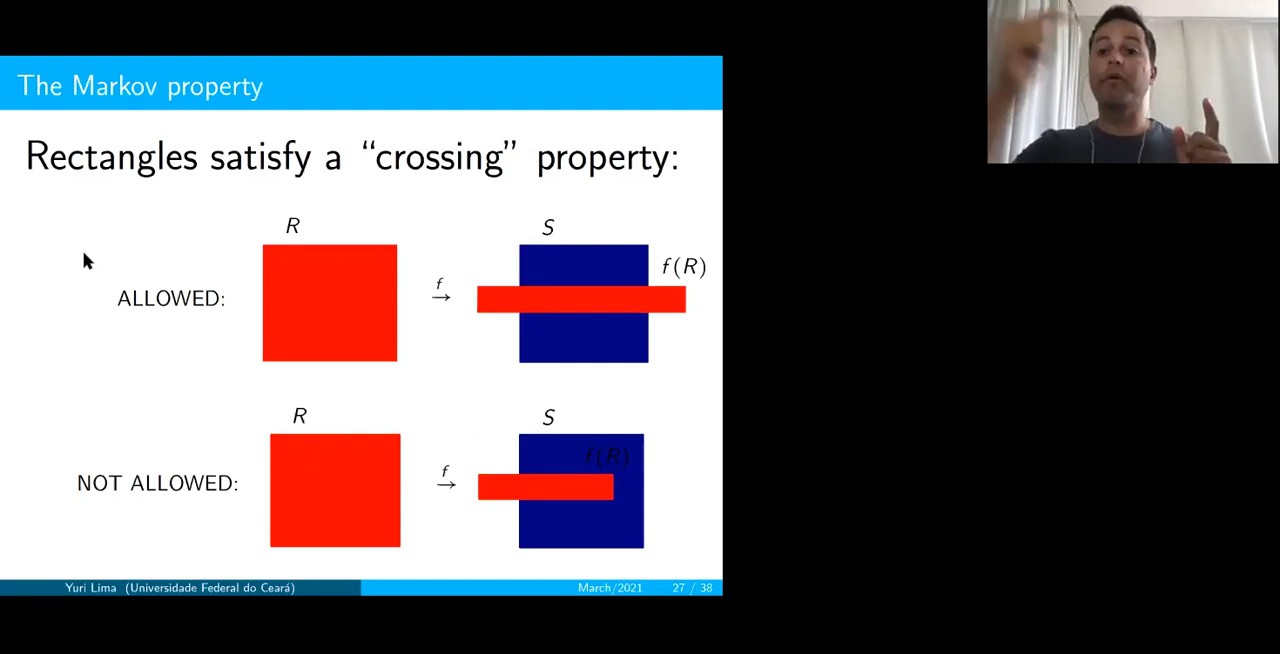 The Markov property
Rectangles satisfy a “crossing” property:
R
S
f(R)
ALLOWED:
f
→
R
S
f(R)
NOT ALLOWED:
f
→
Yuri Lima (Universidade Federal do Ceará)
March/2021
27 / 38